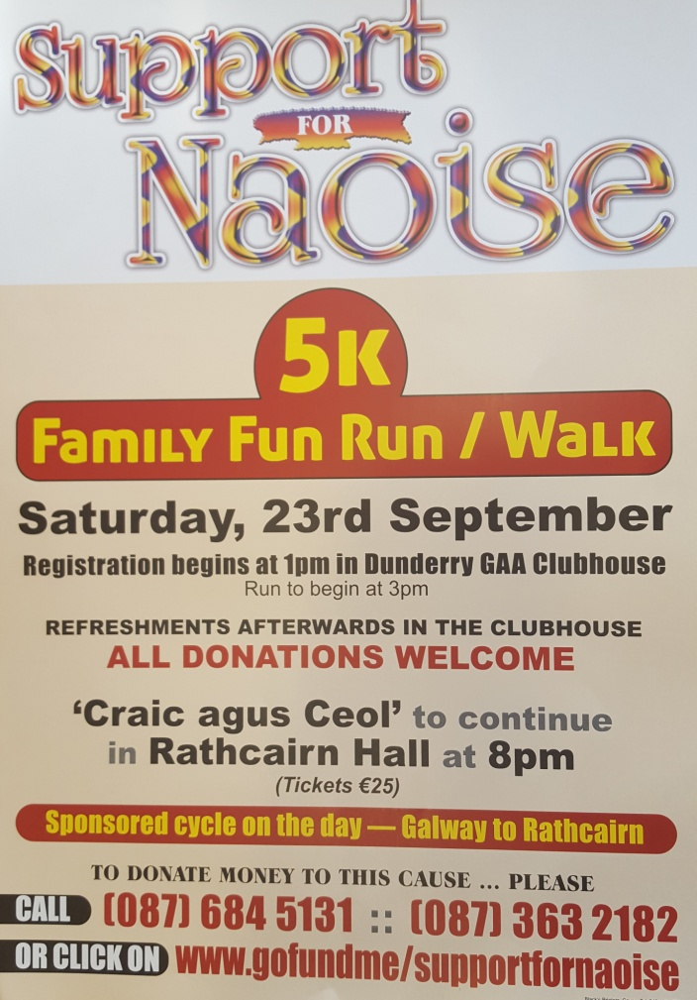 Support
FOR
Naoise
5K
Family Fun Run / Walk
Saturday, 23rd September
Registration begins at 1pm in Dunderry GAA Clubhouse
Run to begin at 3pm
REFRESHMENTS AFTERWARDS IN THE CLUBHOUSE
ALL DONATIONS WELCOME
‘Craic agus Ceol’ to continue
in Rathcairn Hall at 8pm
(Tickets €25)
Sponsored cycle on the day — Galway to Rathcairn
TO DONATE MONEY TO THIS CAUSE ... PLEASE
CALL (087) 684 5131 :: (087) 363 2182
OR CLICK ON www.gofundme/supportfornaoise